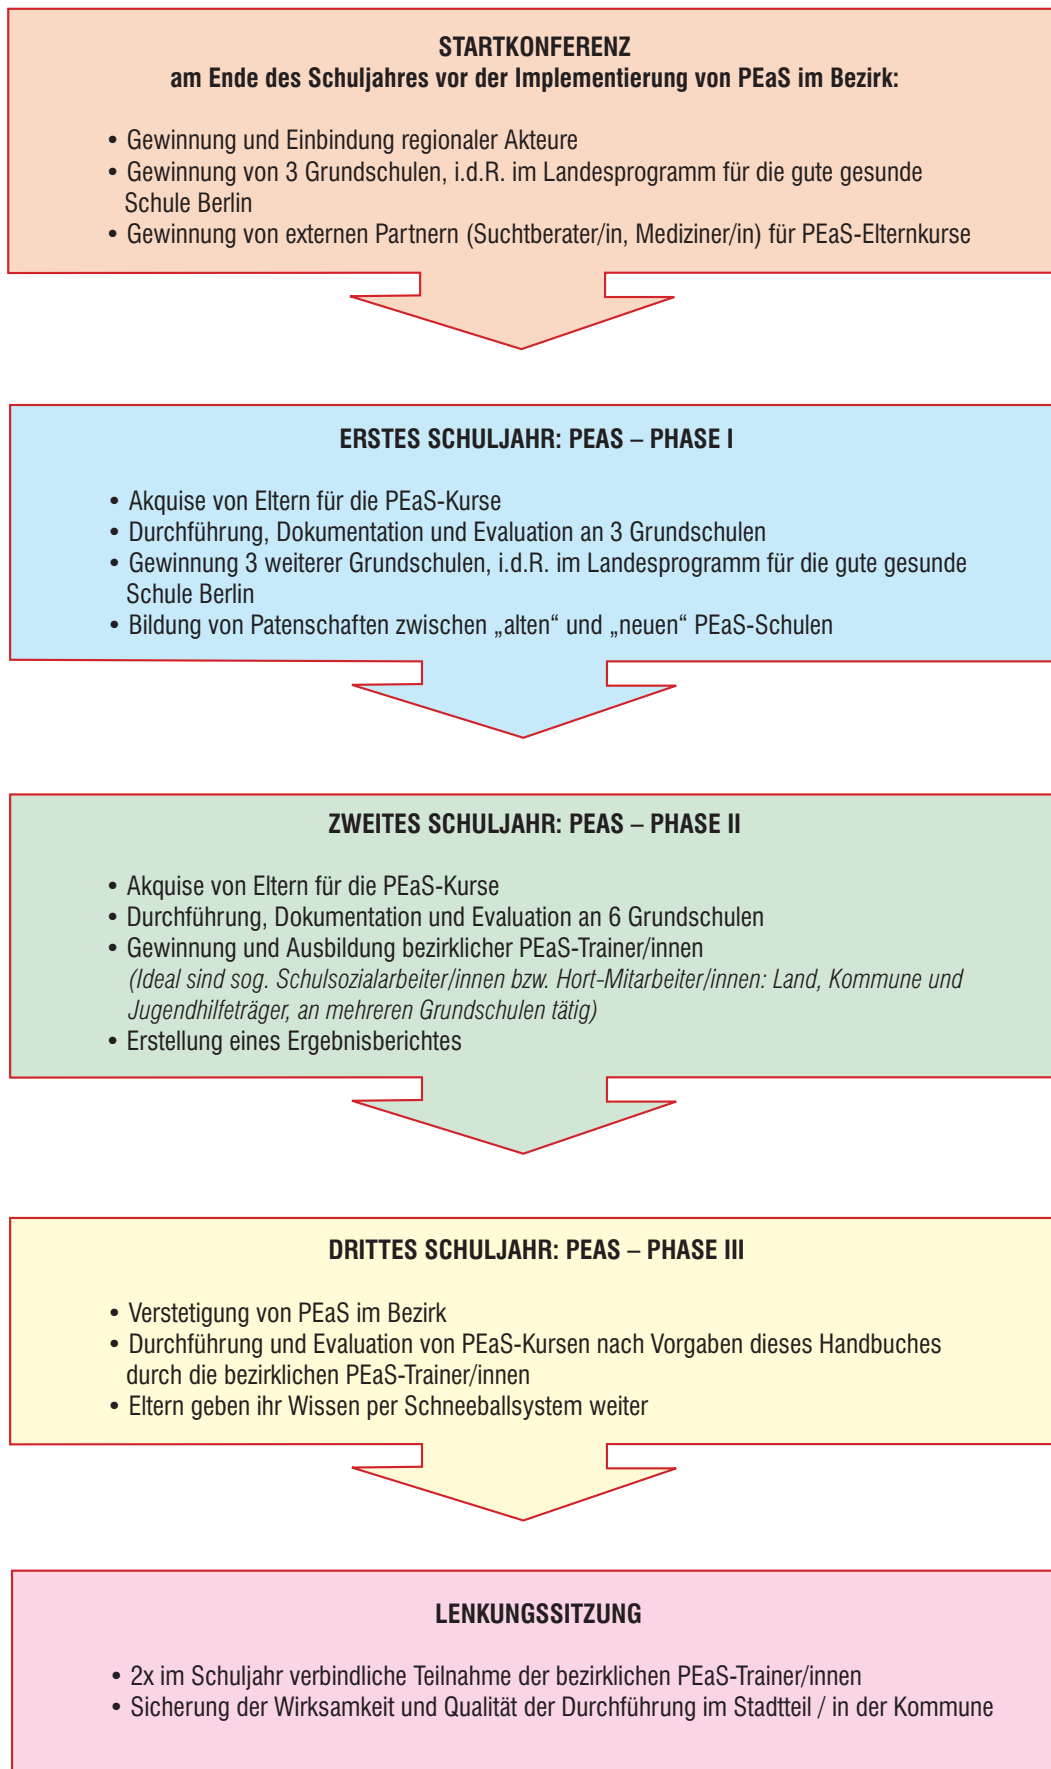 STARTKONFERENZ
am Ende des Schuljahres vor der Implementierung von PEaS im Bezirk:
• Gewinnung und Einbindung regionaler Akteure
• Gewinnung von 3 Grundschulen, i.d.R. im Landesprogramm für die gute gesunde
Schule Berlin
• Gewinnung von externen Partnern (Suchtberater/in, Mediziner/in) für PEaS-Elternkurse
ERSTES SCHULJAHR: PEAS – PHASE I
• Akquise von Eltern für die PEaS-Kurse
• Durchführung, Dokumentation und Evaluation an 3 Grundschulen
• Gewinnung 3 weiterer Grundschulen, i.d.R. im Landesprogramm für die gute gesunde
Schule Berlin
• Bildung von Patenschaften zwischen „alten“ und „neuen“ PEaS-Schulen
ZWEITES SCHULJAHR: PEAS – PHASE II
• Akquise von Eltern für die PEaS-Kurse
• Durchführung, Dokumentation und Evaluation an 6 Grundschulen
• Gewinnung und Ausbildung bezirklicher PEaS-Trainer/innen
(Ideal sind sog. Schulsozialarbeiter/innen bzw. Hort-Mitarbeiter/innen: Land, Kommune und
Jugendhilfeträger, an mehreren Grundschulen tätig)
• Erstellung eines Ergebnisberichtes
DRITTES SCHULJAHR: PEAS – PHASE III
• Verstetigung von PEaS im Bezirk
• Durchführung und Evaluation von PEaS-Kursen nach Vorgaben dieses Handbuches
durch die bezirklichen PEaS-Trainer/innen
• Eltern geben ihr Wissen per Schneeballsystem weiter
LENKUNGSSITZUNG
• 2x im Schuljahr verbindliche Teilnahme der bezirklichen PEaS-Trainer/innen
• Sicherung der Wirksamkeit und Qualität der Durchführung im Stadtteil / in der Kommune